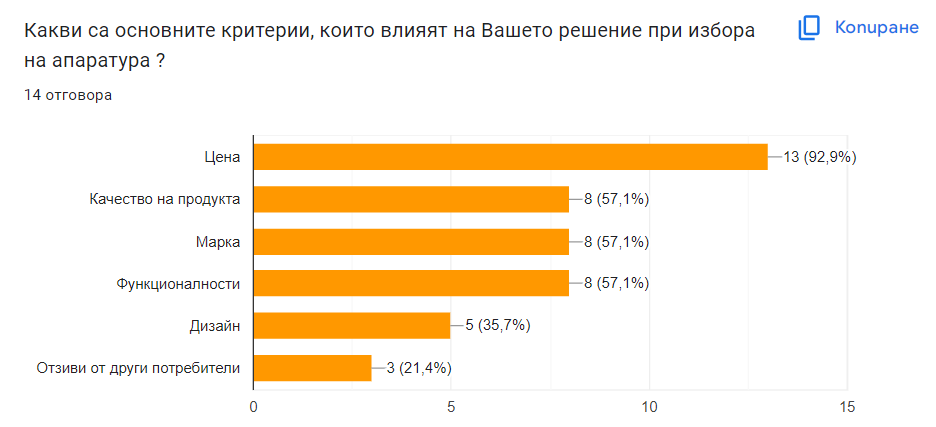 Какви са основните критерии, които влияят на Вашето решение при избора
на апаратура ?
Копиране
14 отговора
Цена
13 (92,9%)
Качество на продукта
8 (57,1%)
Марка
8 (57,1%)
Функционалности
8 (57,1%)
Дизайн
5 (35,7%)
Отзиви от други потребители
3 (21,4%)
0 5 10 15